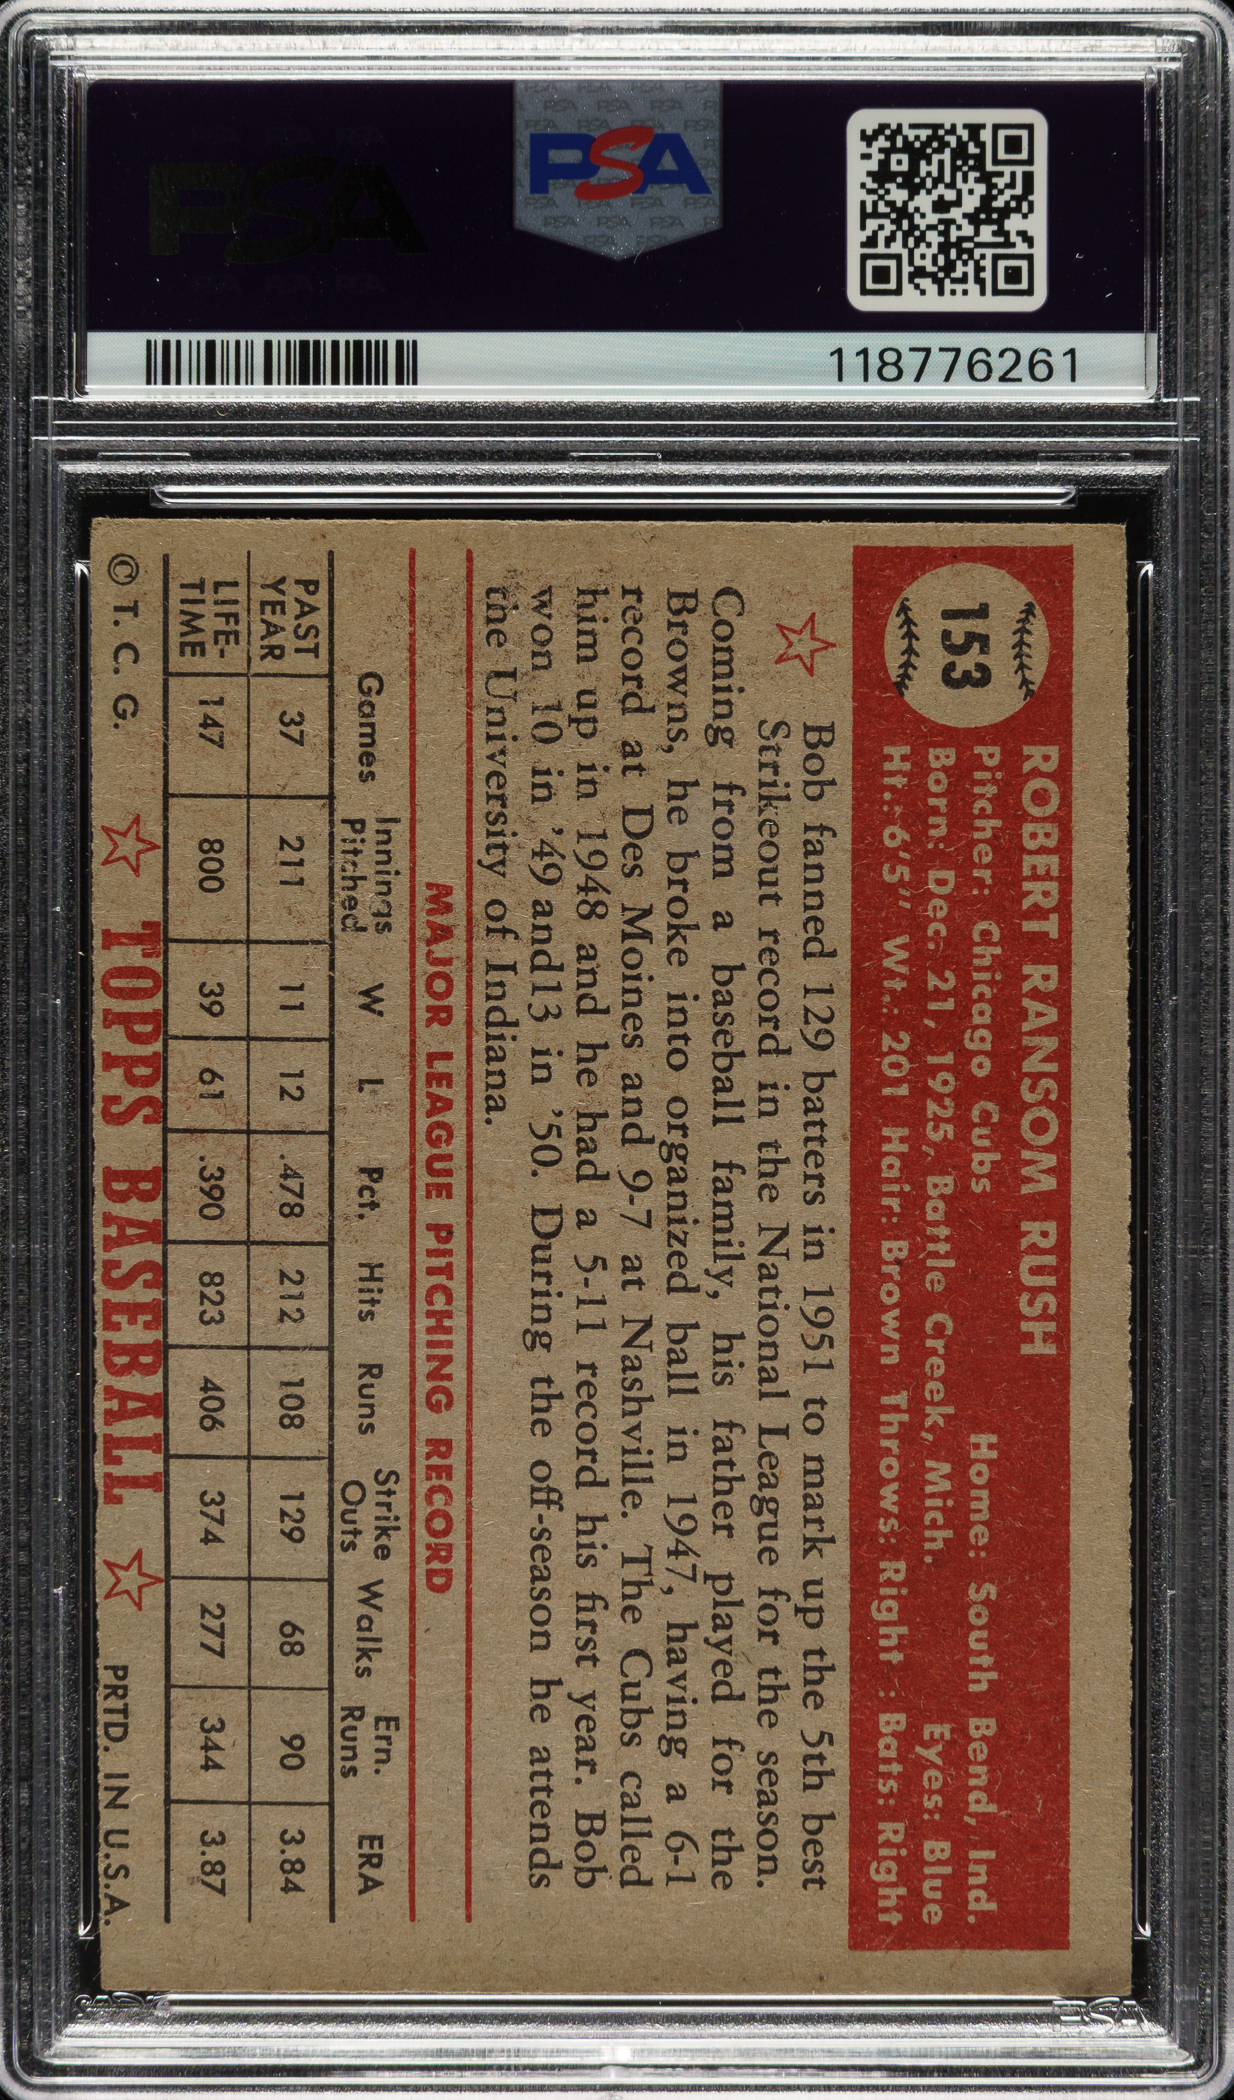 PSA
PSA
118776261
153
ROBERT RANSOM RUSH
Pitcher: Chicago Cubs Home: South Bend, Ind.
Born: Dec. 21, 1925, Battle Creek, Mich. Eyes: Blue
Ht.: 6'5" Wt.: 201 Hair: Brown Throws: Right : Bats: Right
Bob fanned 129 batters in 1951 to mark up the 5th best
Strikeout record in the National League for the season.
Coming from a baseball family, his father played for the
Browns, he broke into organized ball in 1947, having a 6-1
record at Des Moines and 9-7 at Nashville. The Cubs called
him up in 1948 and he had a 5-11 record his first year. Bob
won 10 in '49 and13 in '50. During the off-season he attends
the University of Indiana.
MAJOR LEAGUE PITCHING RECORD
Games Innings Pitched W L Pct. Hits Runs Strike Outs Walks Ern. Runs ERA
PAST YEAR 37 211 11 12 .478 212 108 129 68 90 3.84
LIFE-TIME 147 800 39 61 .390 823 406 374 277 344 3.87
© T. C. G. TOPPS BASEBALL PRTD. IN U.S.A.
PSA